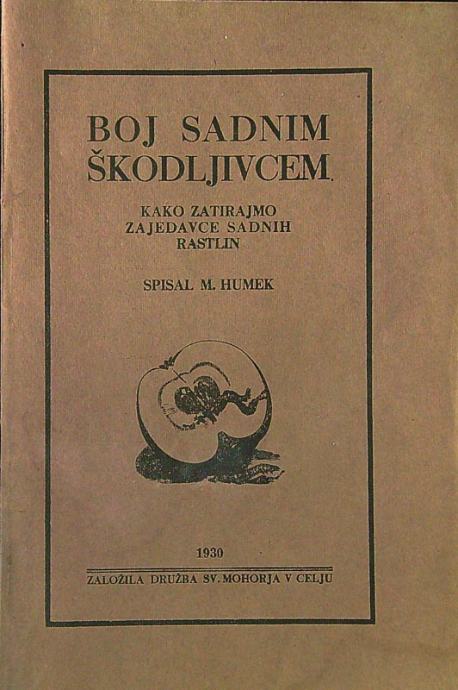 BOJ SADNIM
ŠKODLJIVCEM
KAKO ZATIRAJMO
ZAJEDAVCE SADNIH
RASTLIN
SPISAL M. HUMEK
1930
ZALOŽILA DRUŽBA SV. MOHORJA V CELJU